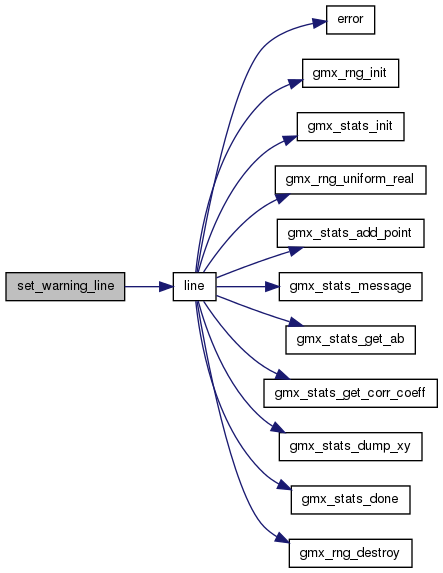 error
gmx_rng_init
gmx_stats_init
gmx_rng_uniform_real
gmx_stats_add_point
set_warning_line
line
gmx_stats_message
gmx_stats_get_ab
gmx_stats_get_corr_coeff
gmx_stats_dump_xy
gmx_stats_done
gmx_rng_destroy